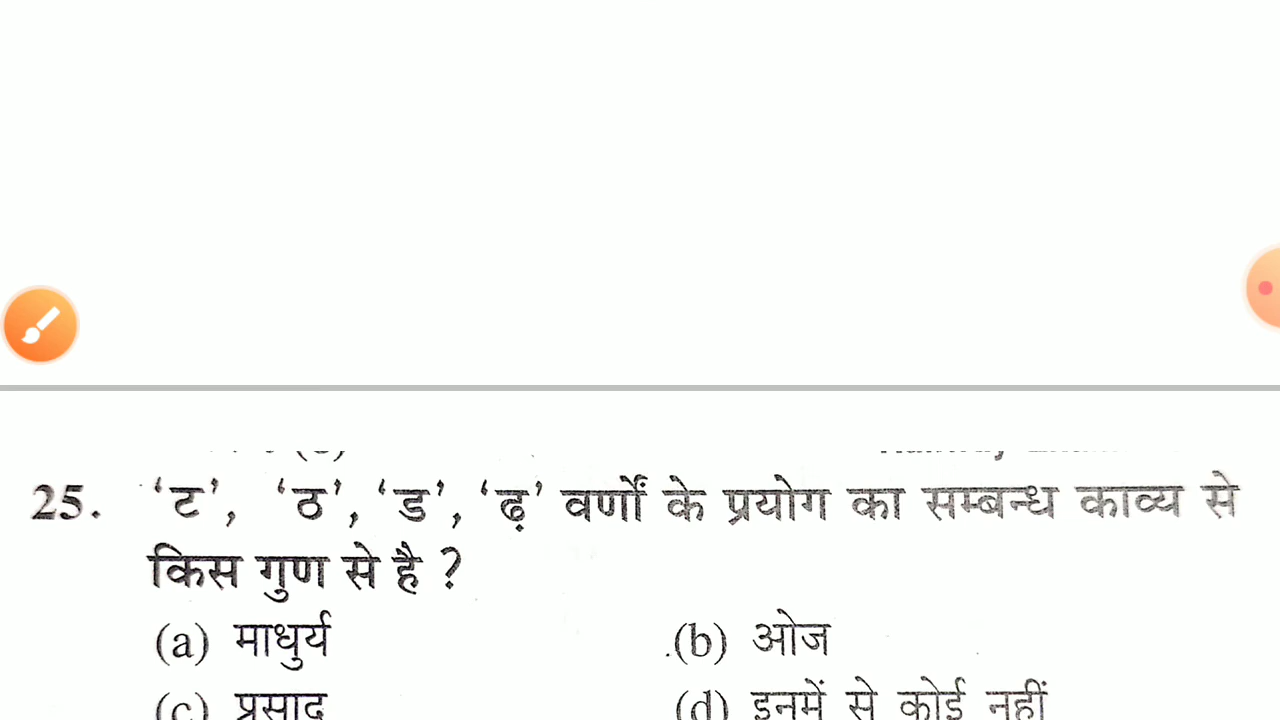 25. 'ट', 'ठ', 'ड', 'ढ़' वर्णों के प्रयोग का सम्बन्ध काव्य से
किस गुण से है ?
(a) माधुर्य (b) ओज
(c) प्रसाद (d) इनमें से कोई नहीं